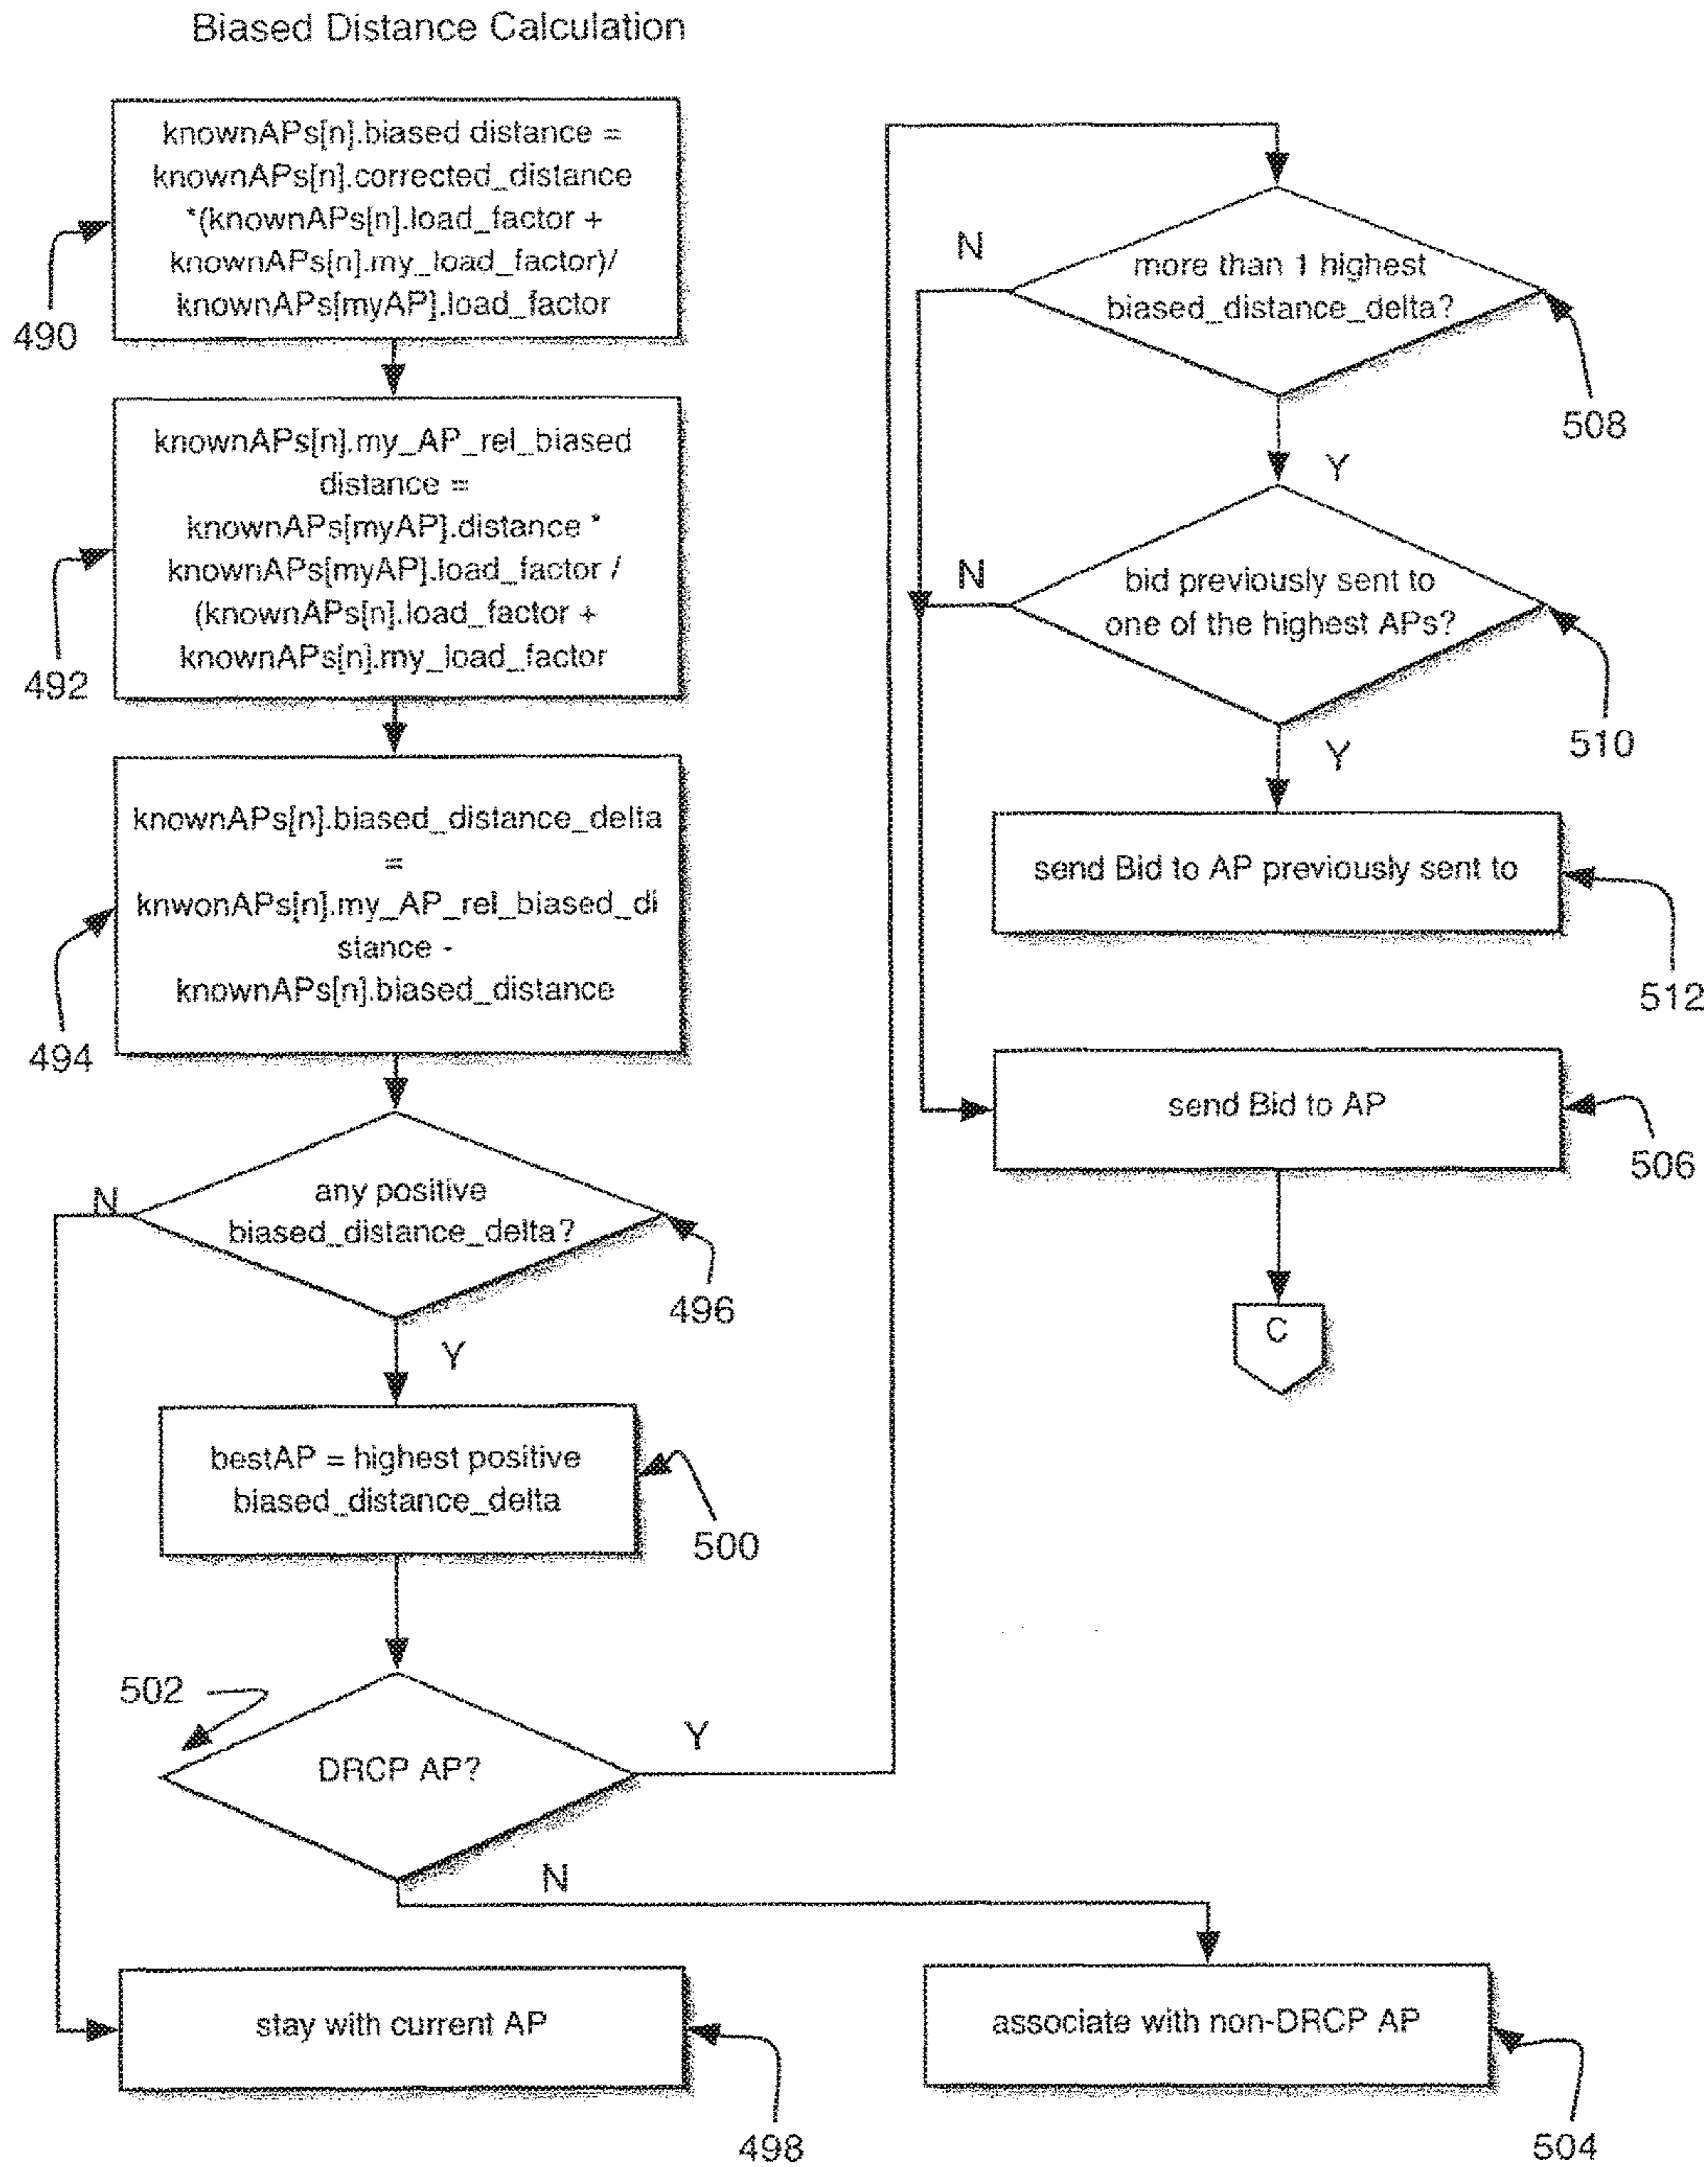 Biased Distance Calculation
knownAPs[n].biased distance =
knownAPs[n].corrected_distance
*(knownAPs[n].load_factor +
knownAPs[n].my_load_factor)/
knownAPs[myAP].load_factor
490
knownAPs[n].my_AP_rel_biased
distance =
knownAPs[myAP].distance *
knownAPs[myAP].load_factor /
(knownAPs[n].load_factor +
knownAPs[n].my_load_factor
492
knownAPs[n].biased_distance_delta
=
knwonAPs[n].my_AP_rel_biased_di
stance -
knownAPs[n].biased_distance
494
N
any positive
biased_distance_delta?
496
Y
bestAP = highest positive
biased_distance_delta
500
502
DRCP AP?
Y
N
stay with current AP
498
associate with non-DRCP AP
504
N
more than 1 highest
biased_distance_delta?
508
Y
N
bid previously sent to
one of the highest APs?
510
Y
send Bid to AP previously sent to
512
send Bid to AP
506
C